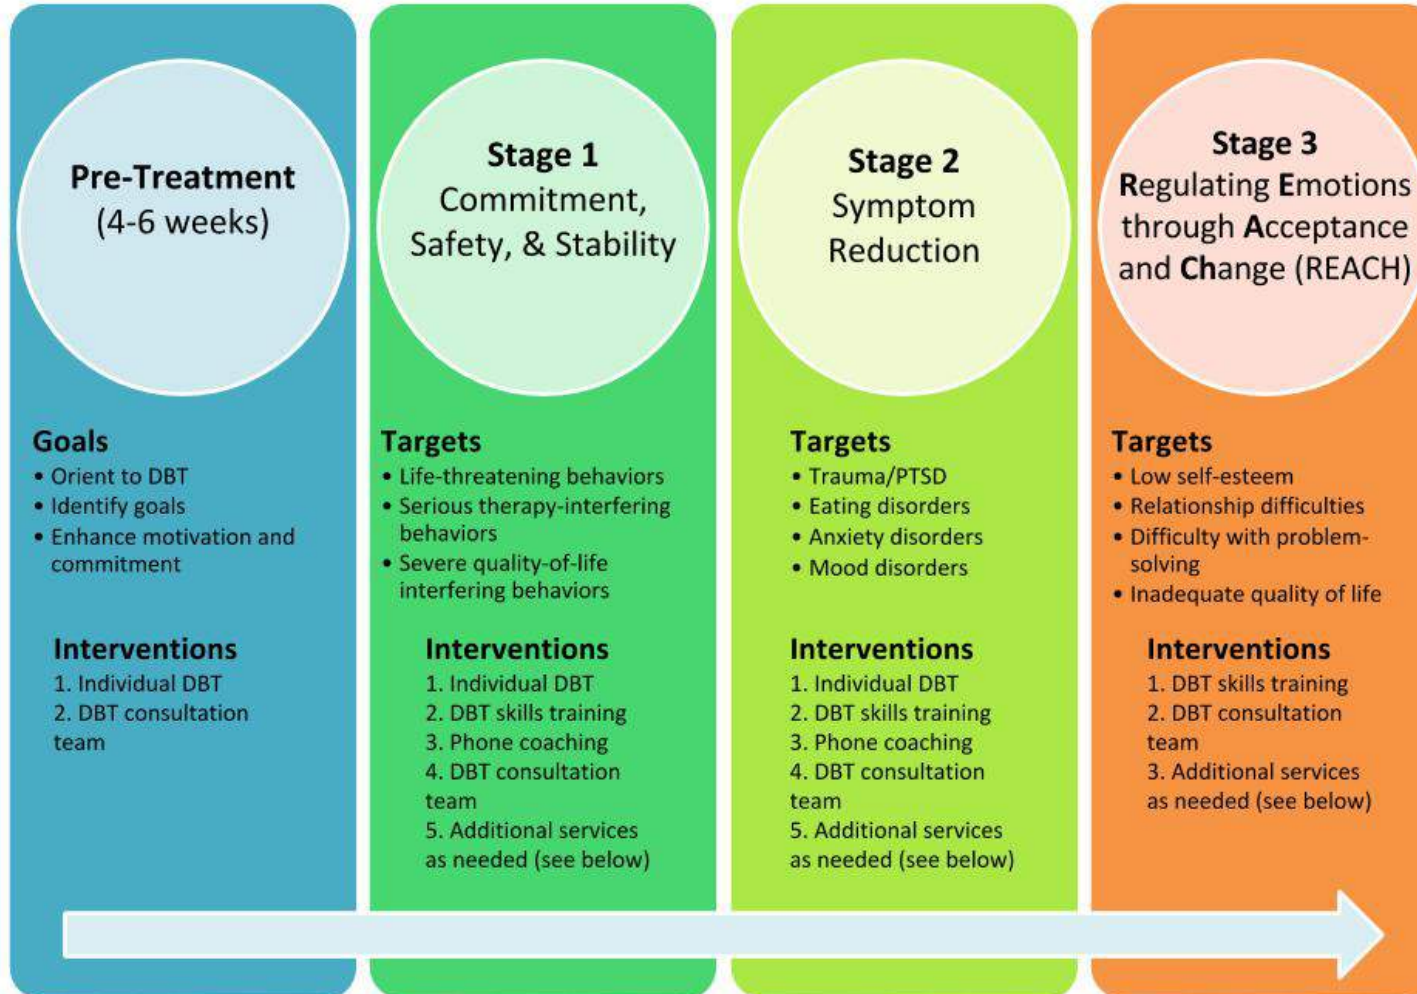 Pre-Treatment
(4-6 weeks)
Goals
• Orient to DBT
• Identify goals
• Enhance motivation and
commitment
Interventions
1. Individual DBT
2. DBT consultation
team
Stage 1
Commitment,
Safety, & Stability
Targets
• Life-threatening behaviors
• Serious therapy-interfering
behaviors
• Severe quality-of-life
interfering behaviors
Interventions
1. Individual DBT
2. DBT skills training
3. Phone coaching
4. DBT consultation
team
5. Additional services
as needed (see below)
Stage 2
Symptom
Reduction
Targets
• Trauma/PTSD
• Eating disorders
• Anxiety disorders
• Mood disorders
Interventions
1. Individual DBT
2. DBT skills training
3. Phone coaching
4. DBT consultation
team
5. Additional services
as needed (see below)
Stage 3
Regulating Emotions
through Acceptance
and Change (REACH)
Targets
• Low self-esteem
• Relationship difficulties
• Difficulty with problem-
solving
• Inadequate quality of life
Interventions
1. DBT skills training
2. DBT consultation
team
3. Additional services
as needed (see below)